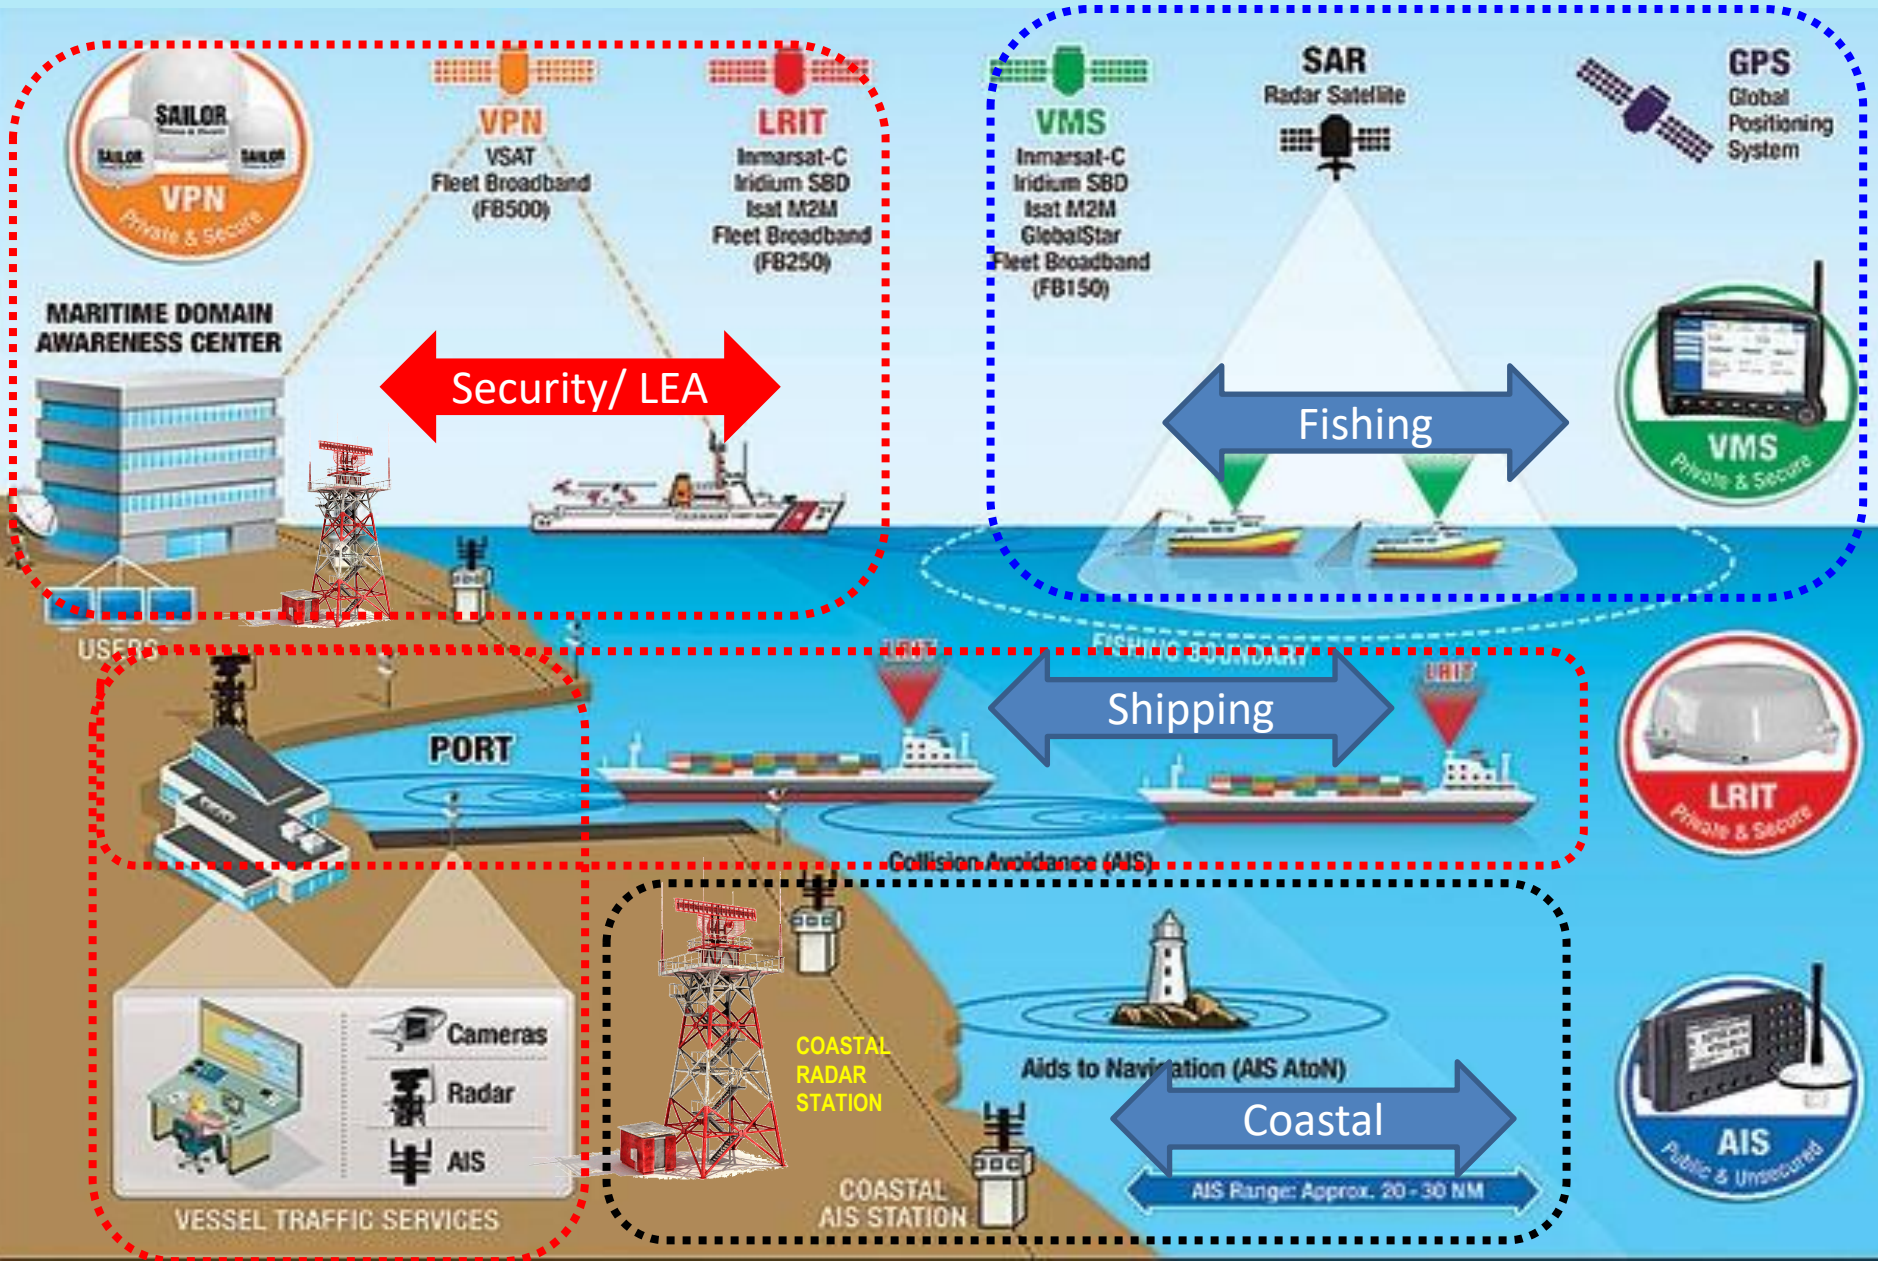 SAILOR
SAILOR
SAILOR
VPN
Private & Secure
VPN
VSAT
Fleet Broadband
(FB500)
LRIT
Inmarsat-C
Iridium SBD
Isat M2M
Fleet Broadband
(FB250)
VMS
Inmarsat-C
Iridium SBD
Isat M2M
GlobalStar
Fleet Broadband
(FB150)
SAR
Radar Satellite
GPS
Global
Positioning
System
MARITIME DOMAIN
AWARENESS CENTER
Security/ LEA
Fishing
VMS
Private & Secure
USERS
FISHING BOUNDARY
LRIT
LRIT
Shipping
PORT
LRIT
Private & Secure
Collision Avoidance (AIS)
Cameras
Radar
AIS
VESSEL TRAFFIC SERVICES
COASTAL
RADAR
STATION
Aids to Navigation (AIS AtoN)
Coastal
AIS Range: Approx. 20 - 30 NM
COASTAL
AIS STATION
AIS
Public & Unsecured